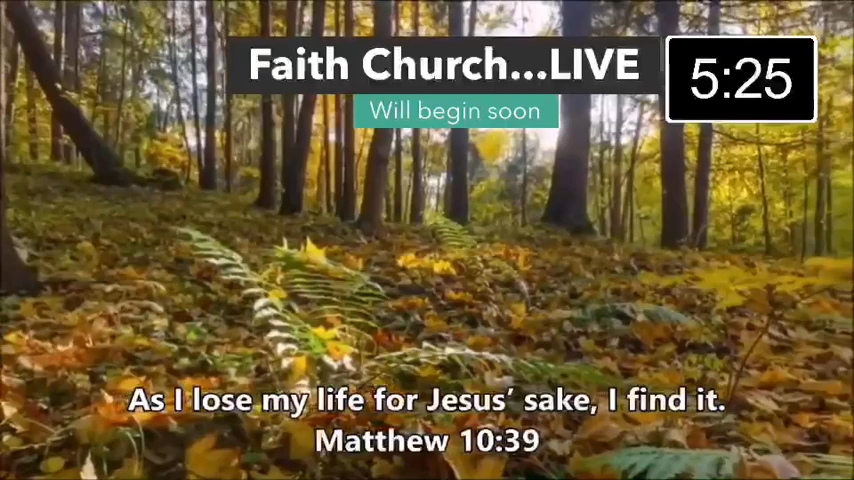 Faith Church...LIVE
5:25
Will begin soon
As I lose my life for Jesus’ sake, I find it.
Matthew 10:39